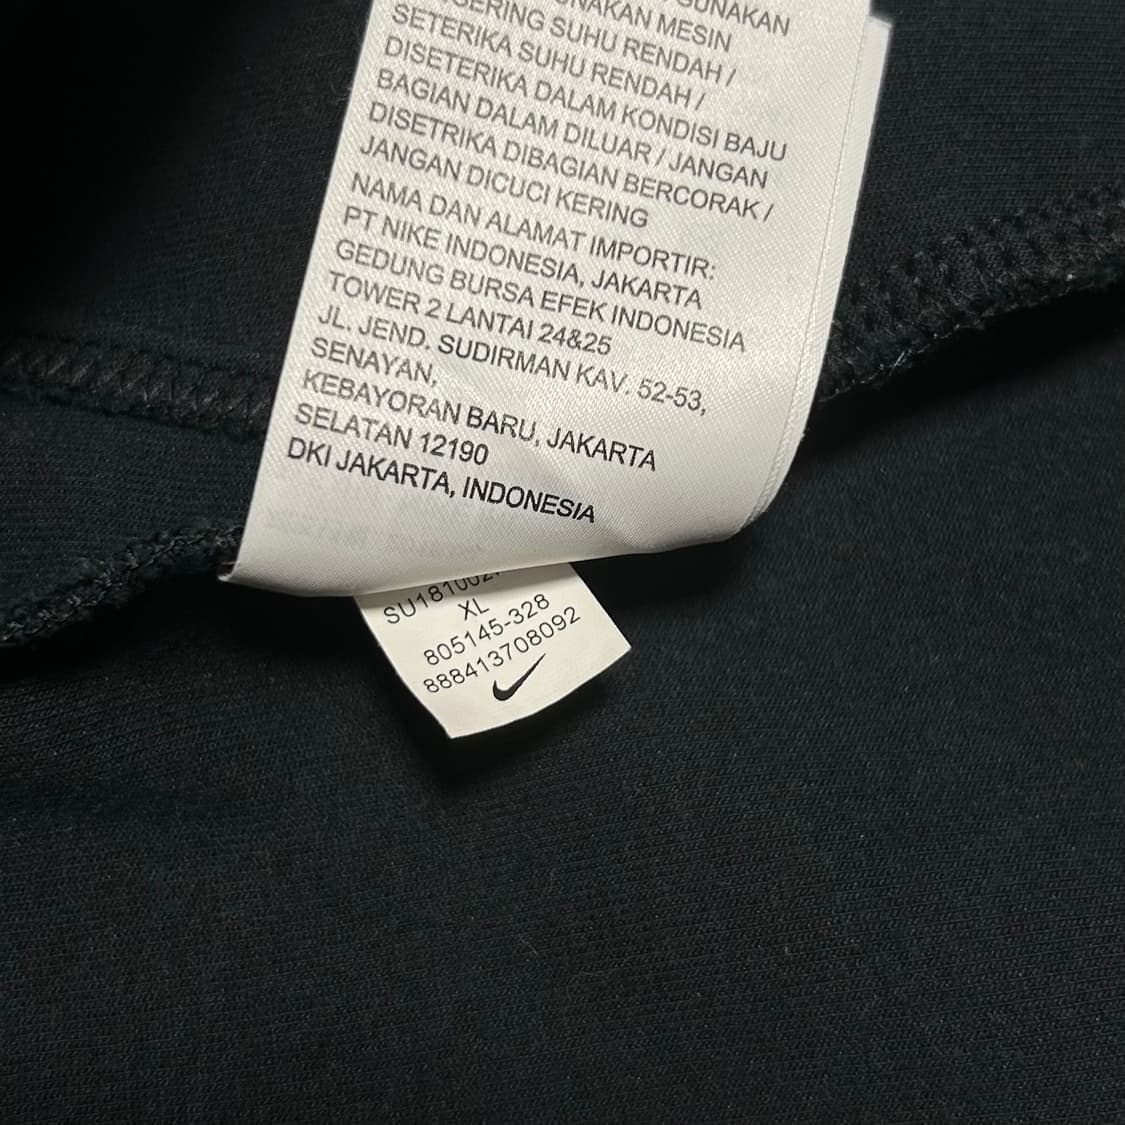 GUNAKAN
MESIN
SUHU RENDAH /
SETERIKA SUHU RENDAH /
DISETERIKA DALAM KONDISI BAJU
BAGIAN DALAM DILUAR / JANGAN
DISETRIKA DIBAGIAN BERCORAK /
JANGAN DICUCI KERING
NAMA DAN ALAMAT IMPORTIR:
PT NIKE INDONESIA, JAKARTA
GEDUNG BURSA EFEK INDONESIA
TOWER 2 LANTAI 24&25
JL. JEND. SUDIRMAN KAV. 52-53,
SENAYAN,
KEBAYORAN BARU, JAKARTA
SELATAN 12190
DKI JAKARTA, INDONESIA
XL
805145-328
888413708092